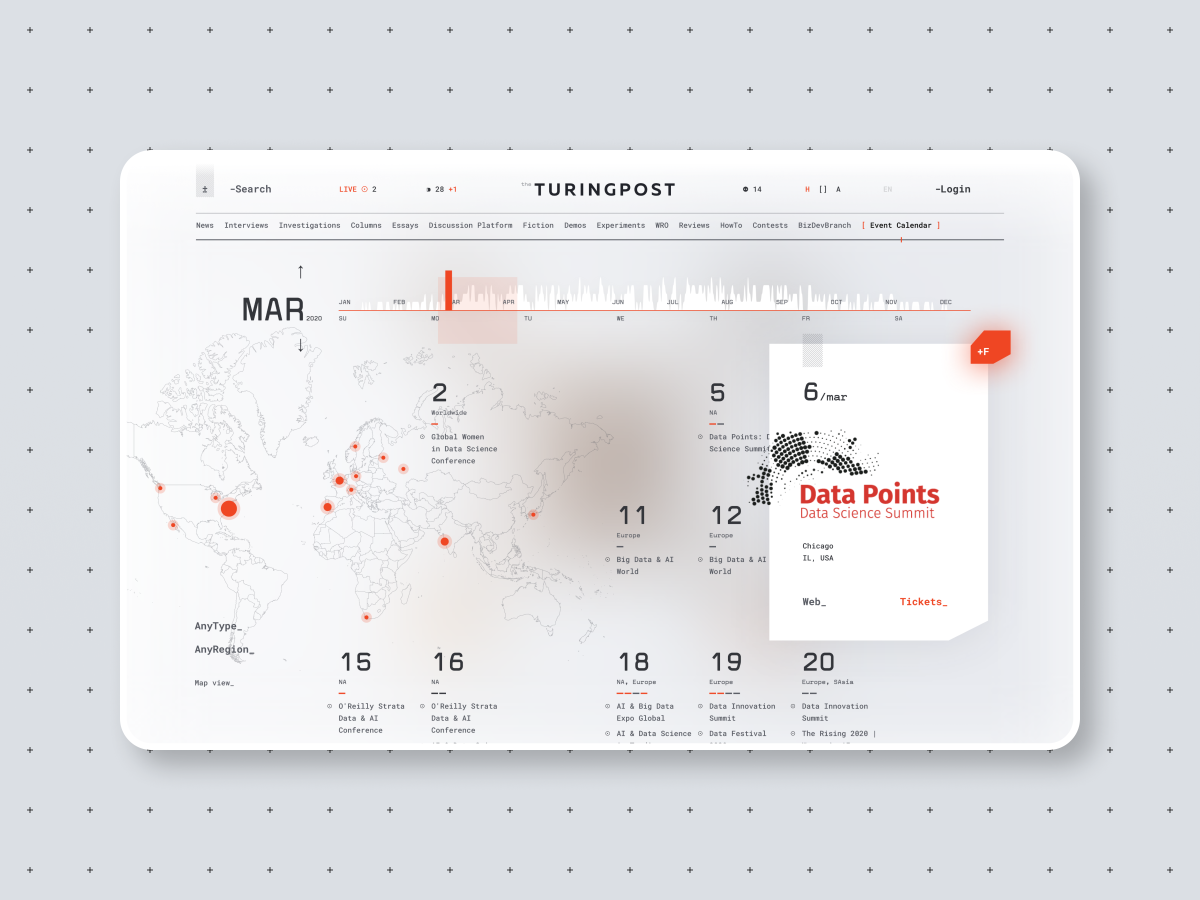 ± -Search LIVE 2 28 +1 the TURINGPOST 14 H [] A EN -Login
News Interviews Investigations Columns Essays Discussion Platform Fiction Demos Experiments WRO Reviews HowTo Contests BizDevBranch [ Event Calendar ]
↑
MAR 2020
↓
JAN FEB AR APR MAY JUN JUL AUG SEP OCT NOV DEC
SU MO TU WE TH FR SA
+F
2
Worldwide
Global Women
in Data Science
Conference
5
NA
Data Points:
Science Summit
6/mar
Data Points
Data Science Summit
Chicago
IL, USA
Web_
Tickets_
11
Europe
Big Data & AI
World
12
Europe
Big Data & AI
World
AnyType_
AnyRegion_
Map view_
15
NA
O'Reilly Strata
Data & AI
Conference
16
NA
O'Reilly Strata
Data & AI
Conference
18
NA, Europe
AI & Big Data
Expo Global
AI & Data Science
19
Europe
Data Innovation
Summit
Data Festival
20
Europe, SAsia
Data Innovation
Summit
The Rising 2020 |